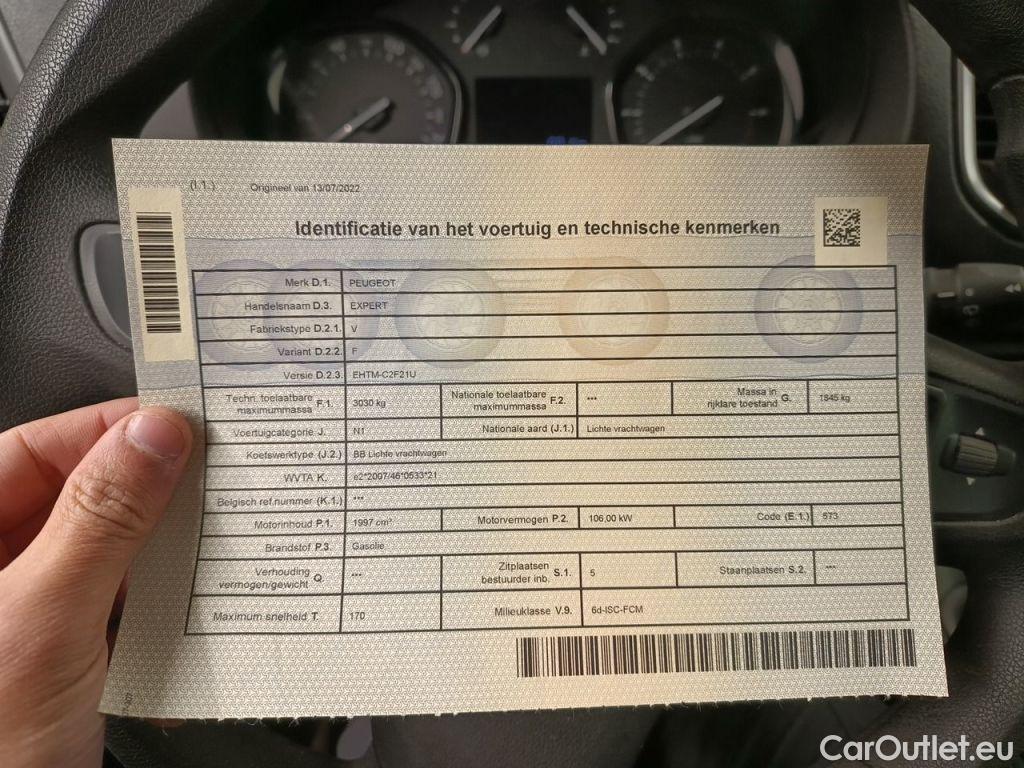 (I.1.) Origineel van 13/07/2022
Identificatie van het voertuig en technische kenmerken
Merk D.1. PEUGEOT
Handelsnaam D.3. EXPERT
Fabriekstype D.2.1. V
Variant D.2.2. F
Versie D.2.3. EHTM-C2F21U
Techn. toelaatbare maximummassa F.1. 3030 kg Nationale toelaatbare maximummassa F.2. *** Massa in rijklare toestand G. 1845 kg
Voertuigcategorie J. N1 Nationale aard (J.1.) Lichte vrachtwagen
Koetswerktype (J.2.) BB Lichte vrachtwagen
WVTA K. e2*2007/46*0533*21
Belgisch ref.nummer (K.1.) ***
Motorinhoud P.1. 1997 cm³ Motorvermogen P.2. 106,00 kW Code (E.1.) 573
Brandstof P.3. Gasolie
Verhouding vermogen/gewicht Q. *** Zitplaatsen bestuurder inb. S.1. 5 Staanplaatsen S.2. ***
Maximum snelheid T. 170 Milieuklasse V.9. 6d-ISC-FCM
CarOutlet.eu